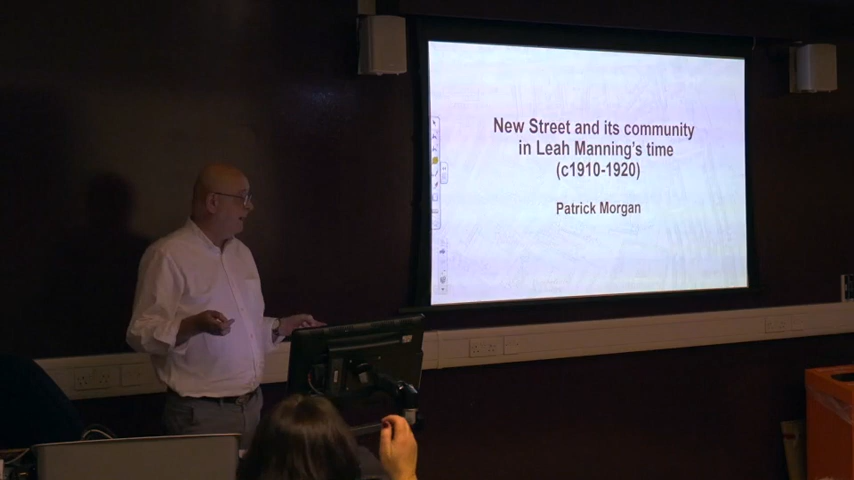 New Street and its community
in Leah Manning's time
(c1910-1920)
Patrick Morgan